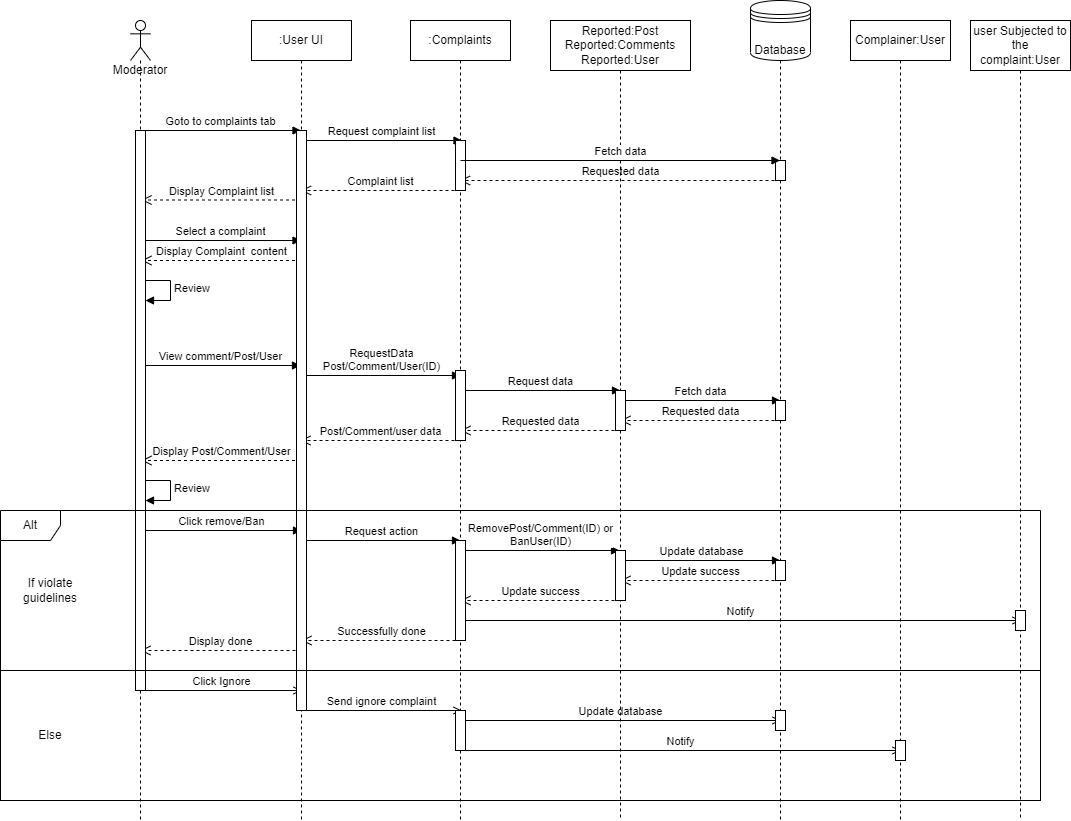 Moderator
:User UI
:Complaints
Reported:Post
Reported:Comments
Reported:User
Database
Complainer:User
user Subjected to
the
complaint:User
Goto to complaints tab
Request complaint list
Fetch data
Requested data
Complaint list
Display Complaint list
Select a complaint
Display Complaint content
Review
View comment/Post/User
RequestData
Post/Comment/User(ID)
Request data
Fetch data
Requested data
Requested data
Post/Comment/user data
Display Post/Comment/User
Review
Alt
If violate
guidelines
Click remove/Ban
Request action
RemovePost/Comment(ID) or
BanUser(ID)
Update database
Update success
Update success
Notify
Successfully done
Display done
Else
Click Ignore
Send ignore complaint
Update database
Notify